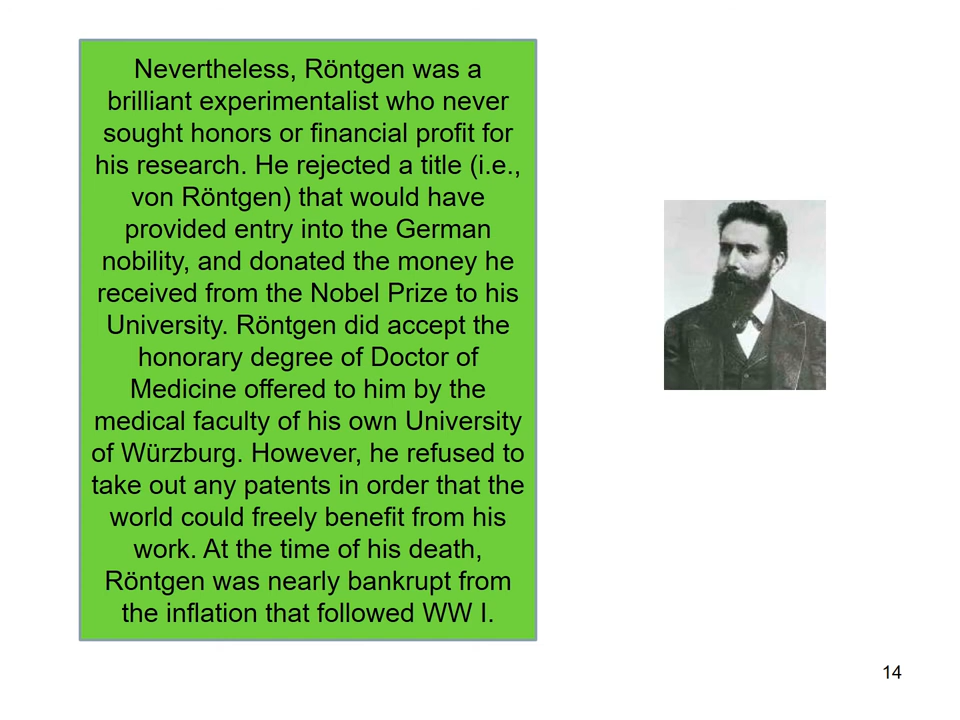 Nevertheless, Röntgen was a
brilliant experimentalist who never
sought honors or financial profit for
his research. He rejected a title (i.e.,
von Röntgen) that would have
provided entry into the German
nobility, and donated the money he
received from the Nobel Prize to his
University. Röntgen did accept the
honorary degree of Doctor of
Medicine offered to him by the
medical faculty of his own University
of Würzburg. However, he refused to
take out any patents in order that the
world could freely benefit from his
work. At the time of his death,
Röntgen was nearly bankrupt from
the inflation that followed WW I.
14